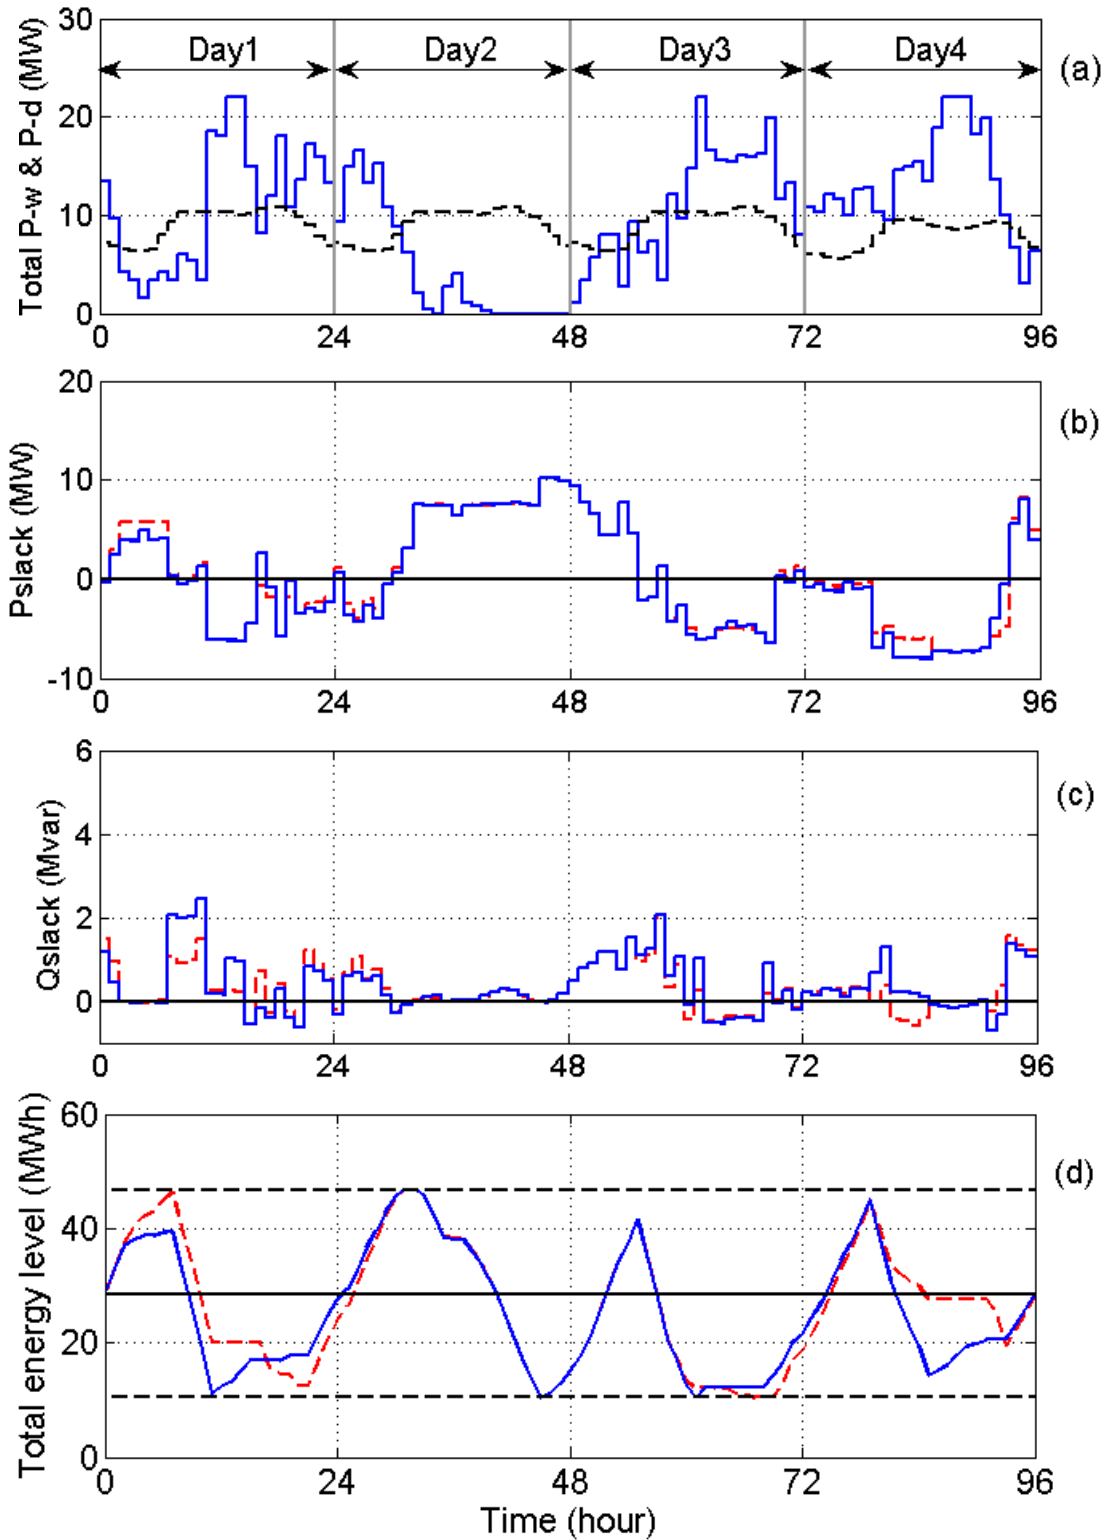 Total P-w & P-d (MW)
30
20
10
0
Day1 Day2 Day3 Day4
(a)
0 24 48 72 96
Pslack (MW)
20
10
0
-10
(b)
0 24 48 72 96
Qslack (Mvar)
6
4
2
0
(c)
0 24 48 72 96
Total energy level (MWh)
60
40
20
0
(d)
0 24 48 72 96
Time (hour)